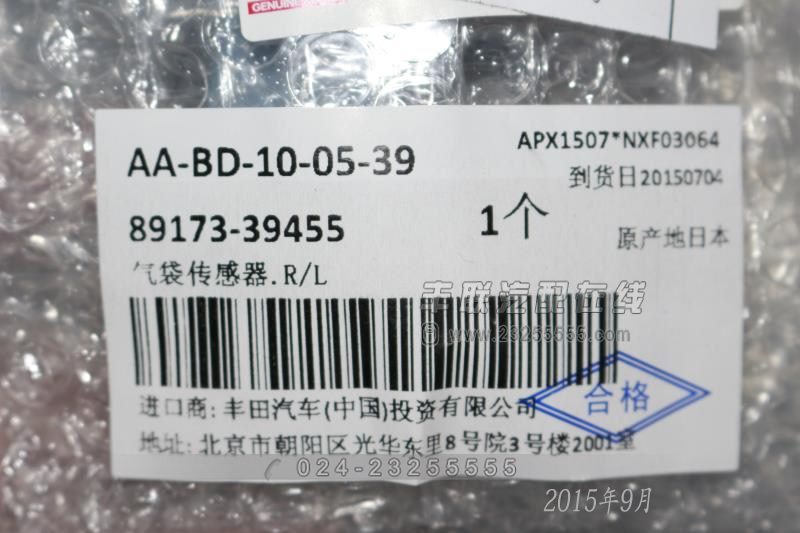 GENUINE
AA-BD-10-05-39
APX1507*NXF03064
到货日20150704
89173-39455
1个
原产地日本
气袋传感器.R/L
丰联汽配在线
www.23255555.com
合格
进口商: 丰田汽车(中国)投资有限公司
地址: 北京市朝阳区光华东里8号院3号楼2001室
024-23255555
2015年9月